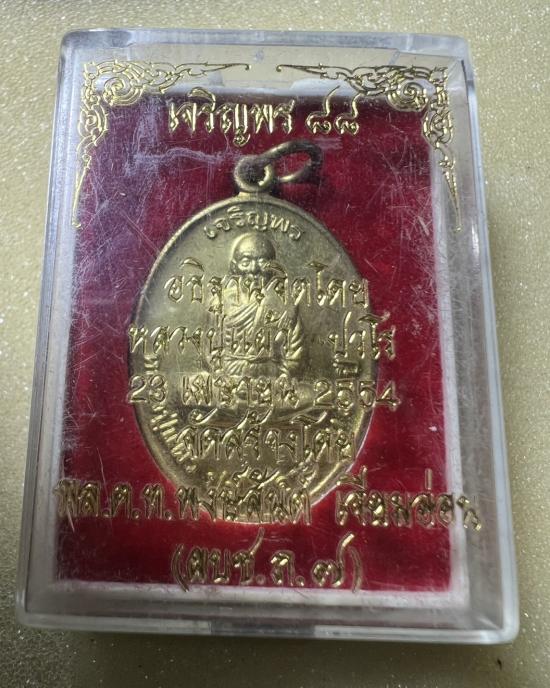 เจริญพร ๘๘
เจริญพร
อธิฐานจิตโดย
หลวงปู่แผ้ว ปวโร
23 เมษายน 2554
จัดสร้างโดย
พล.ต.ท.พงษ์สันต์ เจียมอ่อน
(ผบช.ภ.๗)